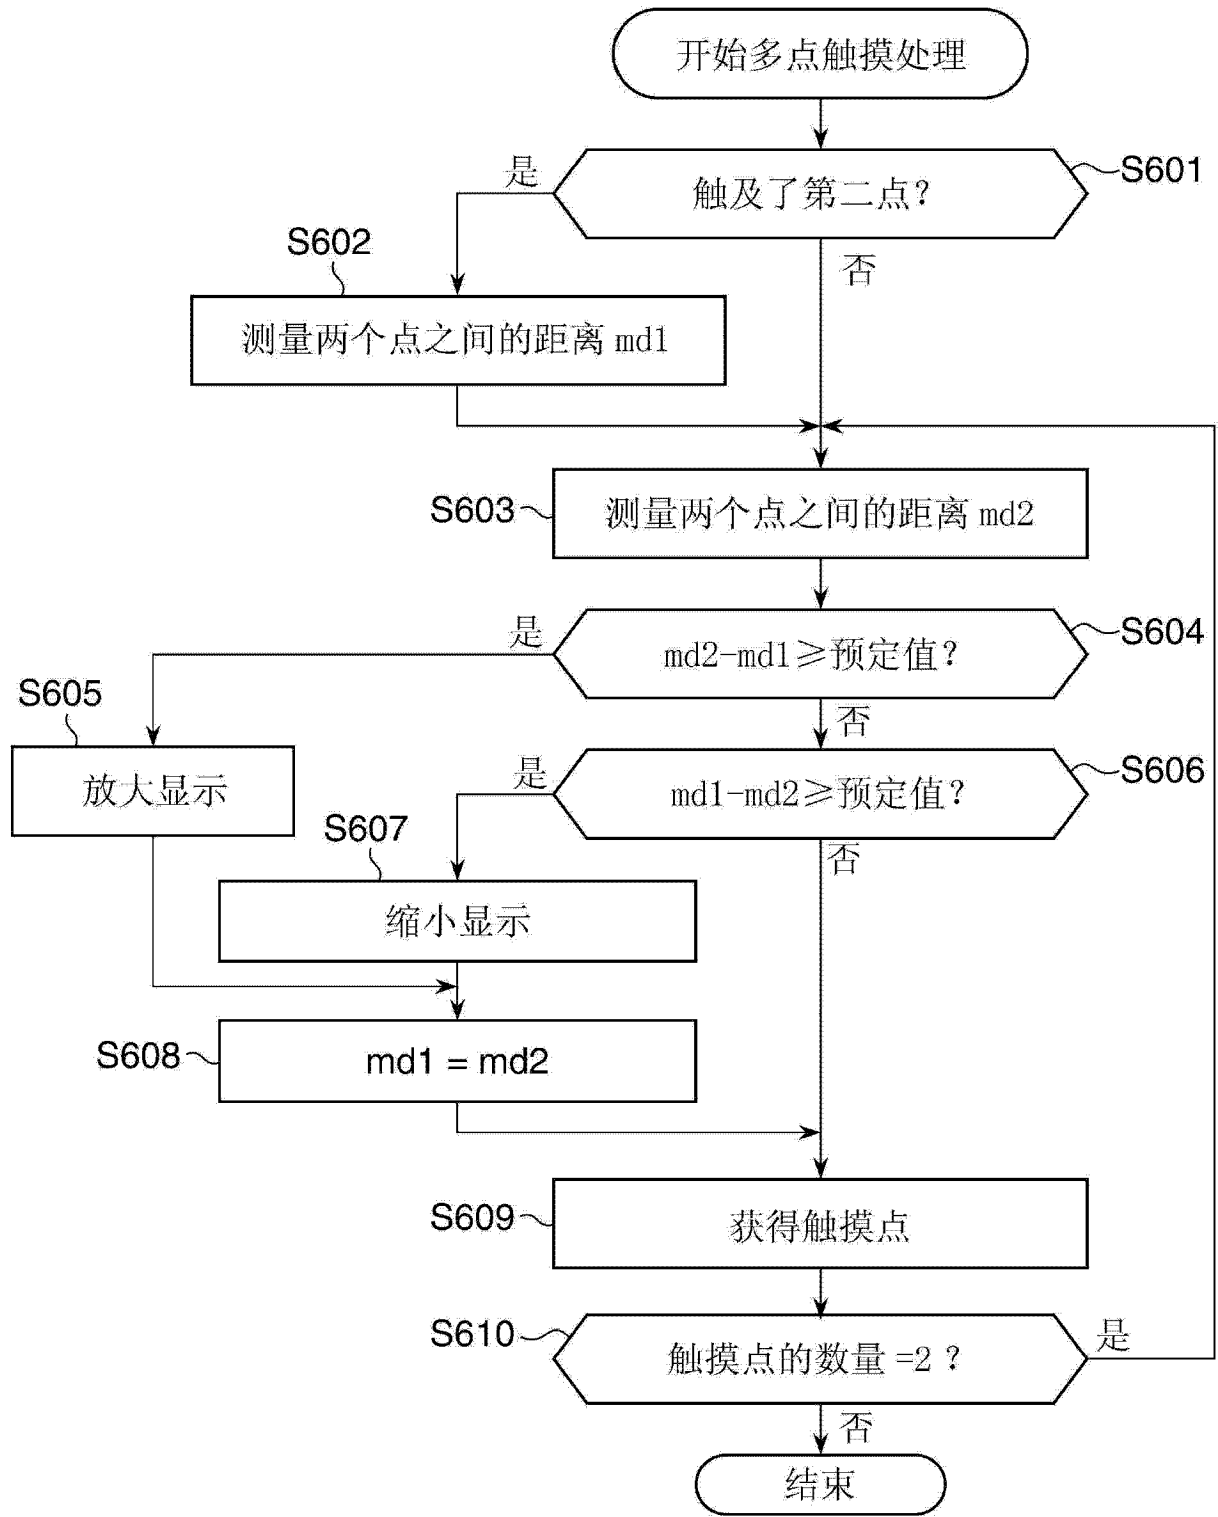 开始多点触摸处理
S601
触及了第二点?
是
否
S602
测量两个点之间的距离 md1
S603
测量两个点之间的距离 md2
S604
md2-md1≥预定值?
是
否
S605
放大显示
S606
md1-md2≥预定值?
是
否
S607
缩小显示
S608
md1 = md2
S609
获得触摸点
S610
触摸点的数量 =2 ?
是
否
结束